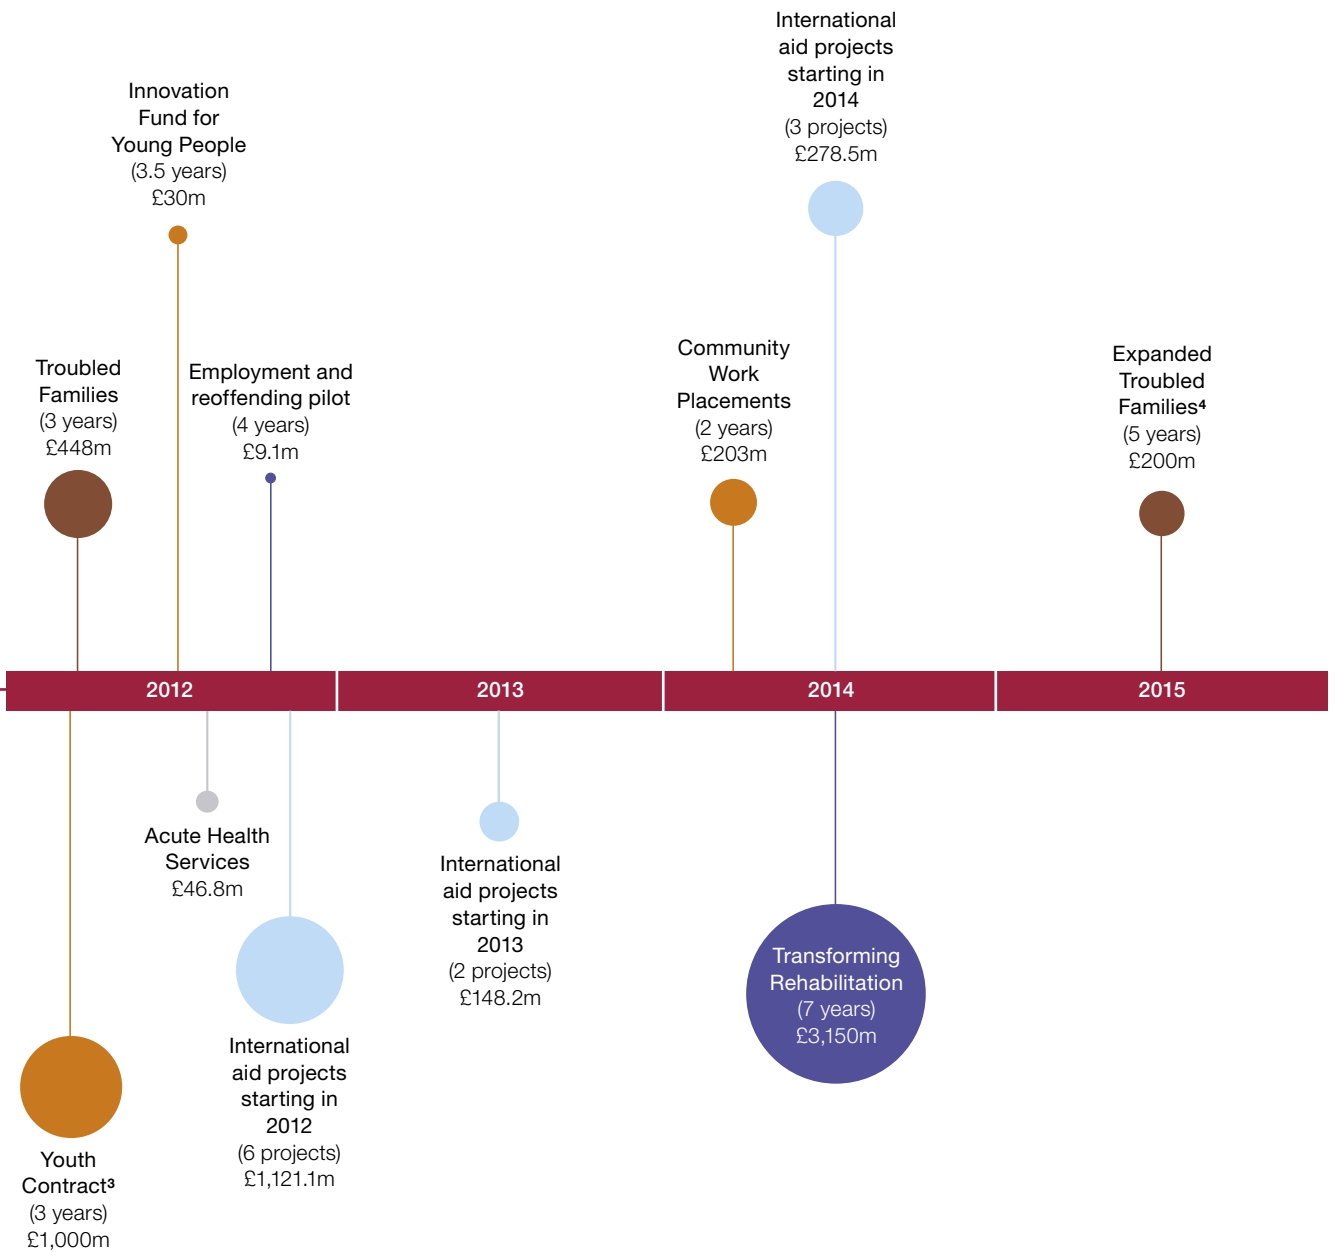 International
aid projects
starting in
2014
(3 projects)
£278.5m
Innovation
Fund for
Young People
(3.5 years)
£30m
Troubled
Families
(3 years)
£448m
Employment and
reoffending pilot
(4 years)
£9.1m
Community
Work
Placements
(2 years)
£203m
Expanded
Troubled
Families⁴
(5 years)
£200m
2012
2013
2014
2015
Acute Health
Services
£46.8m
International
aid projects
starting in
2013
(2 projects)
£148.2m
Transforming
Rehabilitation
(7 years)
£3,150m
International
aid projects
starting in
2012
(6 projects)
£1,121.1m
Youth
Contract³
(3 years)
£1,000m